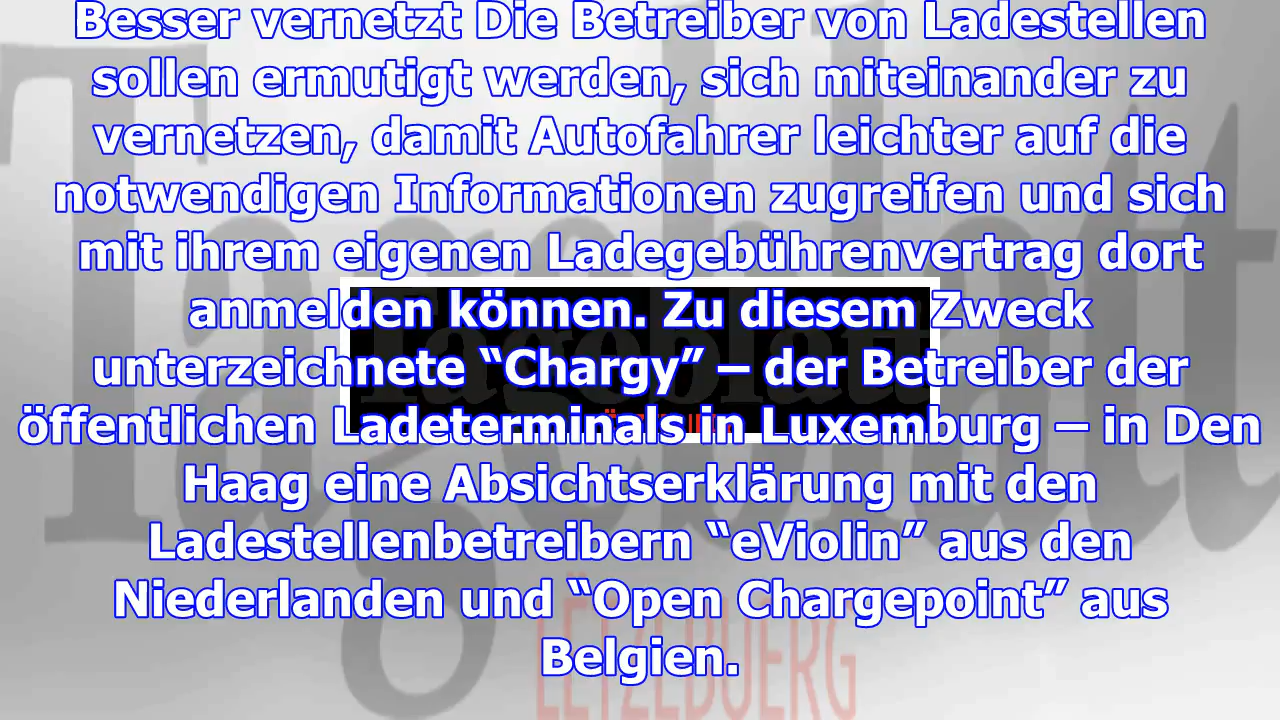 Besser vernetzt Die Betreiber von Ladestellen
sollen ermutigt werden, sich miteinander zu
vernetzen, damit Autofahrer leichter auf die
notwendigen Informationen zugreifen und sich
mit ihrem eigenen Ladegebührenvertrag dort
anmelden können. Zu diesem Zweck
unterzeichnete “Chargy” – der Betreiber der
öffentlichen Ladeterminals in Luxemburg – in Den
Haag eine Absichtserklärung mit den
Ladestellenbetreibern “eViolin” aus den
Niederlanden und “Open Chargepoint” aus
Belgien.
Tageblatt
LËTZEBUERG